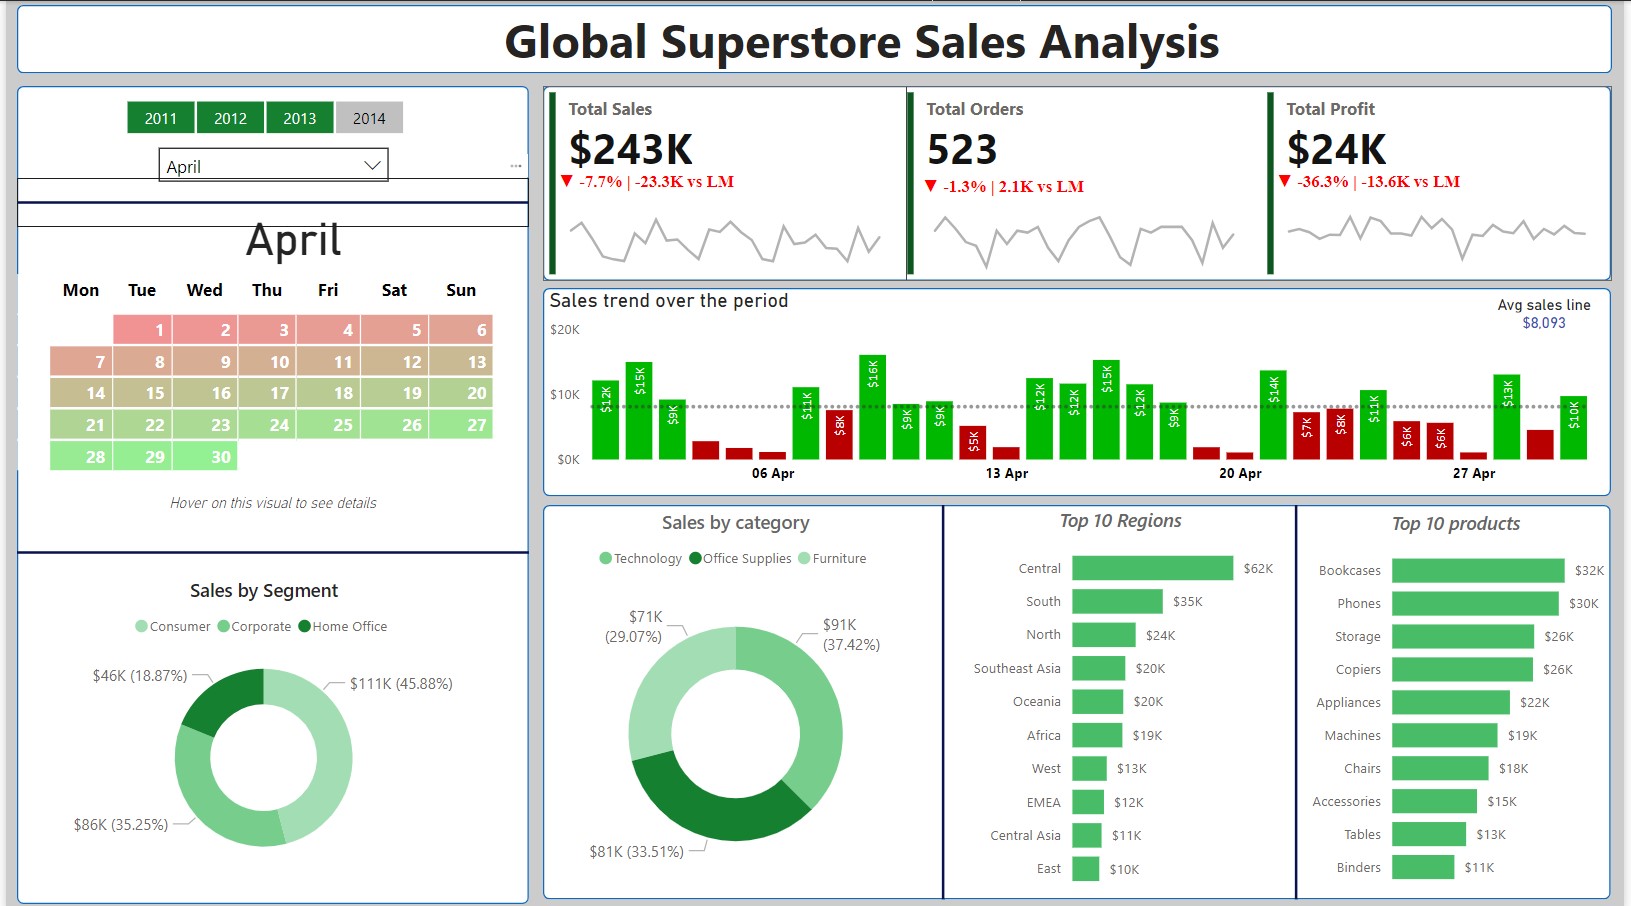 Global Superstore Sales Analysis
2011 2012 2013 2014
April
April
Mon Tue Wed Thu Fri Sat Sun
1 2 3 4 5 6
7 8 9 10 11 12 13
14 15 16 17 18 19 20
21 22 23 24 25 26 27
28 29 30
Hover on this visual to see details
Sales by Segment
Consumer Corporate Home Office
$46K (18.87%)
$111K (45.88%)
$86K (35.25%)
Total Sales
$243K
▼ -7.7% | -23.3K vs LM
Total Orders
523
▼ -1.3% | 2.1K vs LM
Total Profit
$24K
▼ -36.3% | -13.6K vs LM
Sales trend over the period
Avg sales line
$8,093
$20K
$10K
$0K
$12K
$15K
$9K
$11K
$8K
$16K
$9K
$9K
$5K
$12K
$12K
$15K
$12K
$9K
$14K
$7K
$8K
$11K
$6K
$6K
$13K
$10K
06 Apr 13 Apr 20 Apr 27 Apr
Sales by category
Technology Office Supplies Furniture
$71K
(29.07%)
$91K
(37.42%)
$81K (33.51%)
Top 10 Regions
Central $62K
South $35K
North $24K
Southeast Asia $20K
Oceania $20K
Africa $19K
West $13K
EMEA $12K
Central Asia $11K
East $10K
Top 10 products
Bookcases $32K
Phones $30K
Storage $26K
Copiers $26K
Appliances $22K
Machines $19K
Chairs $18K
Accessories $15K
Tables $13K
Binders $11K